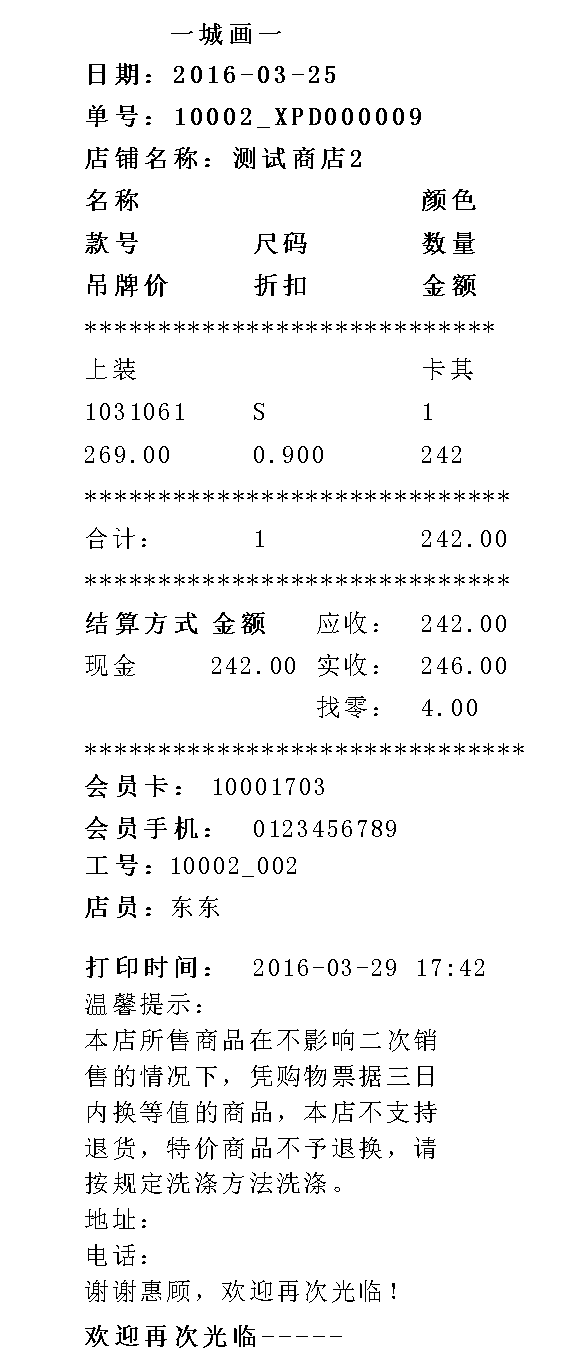 一城画一
日期：2016-03-25
单号：10002_XPD000009
店铺名称：测试商店2
名称 颜色
款号 尺码 数量
吊牌价 折扣 金额
****************************
上装 卡其
1031061 S 1
269.00 0.900 242
*****************************
合计： 1 242.00
*****************************
结算方式 金额 应收： 242.00
现金 242.00 实收： 246.00
找零： 4.00
******************************
会员卡： 10001703
会员手机： 0123456789
工号：10002_002
店员：东东
打印时间： 2016-03-29 17:42
温馨提示：
本店所售商品在不影响二次销
售的情况下，凭购物票据三日
内换等值的商品，本店不支持
退货，特价商品不予退换，请
按规定洗涤方法洗涤。
地址：
电话：
谢谢惠顾，欢迎再次光临！
欢迎再次光临-----